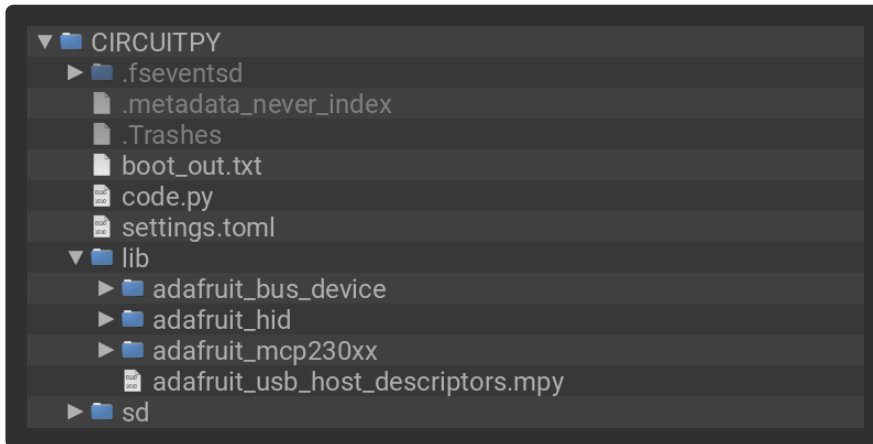 CIRCUITPY
.fseventsd
.metadata_never_index
.Trashes
boot_out.txt
code.py
settings.toml
lib
adafruit_bus_device
adafruit_hid
adafruit_mcp230xx
adafruit_usb_host_descriptors.mpy
sd